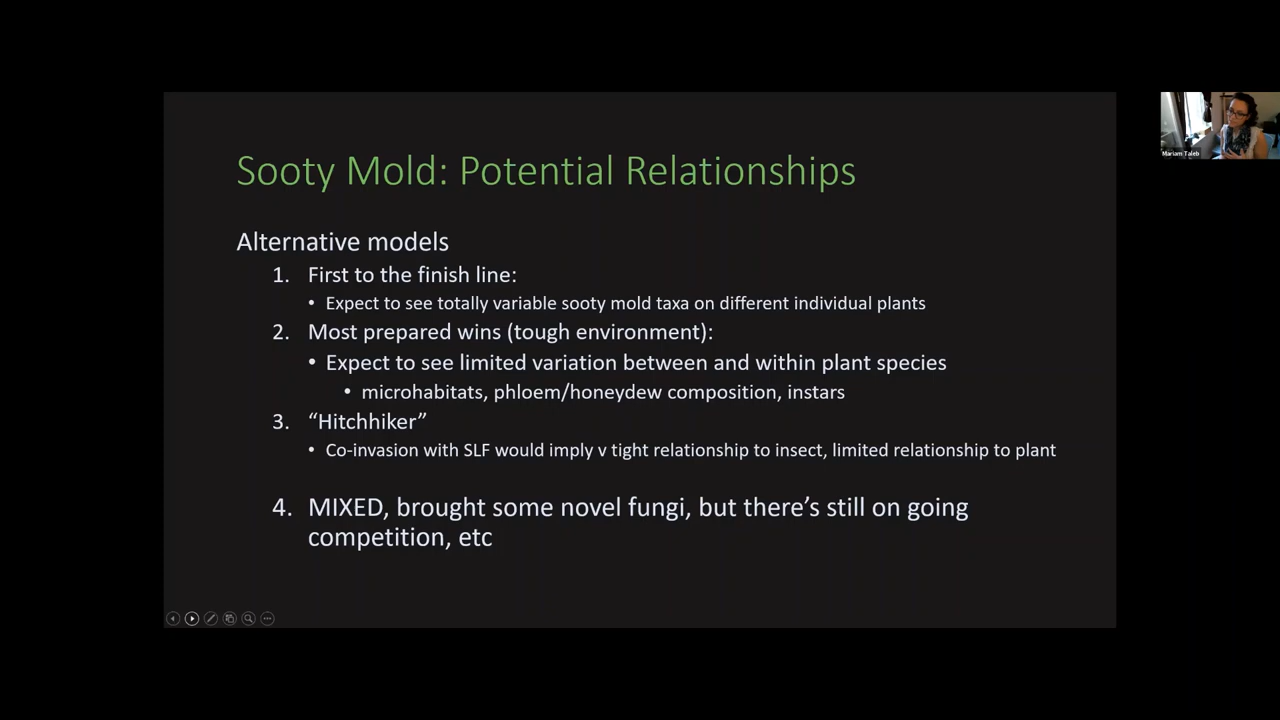 Sooty Mold: Potential Relationships
Alternative models
1. First to the finish line:
• Expect to see totally variable sooty mold taxa on different individual plants
2. Most prepared wins (tough environment):
• Expect to see limited variation between and within plant species
• microhabitats, phloem/honeydew composition, instars
3. “Hitchhiker”
• Co-invasion with SLF would imply v tight relationship to insect, limited relationship to plant
4. MIXED, brought some novel fungi, but there’s still on going
competition, etc
Mariam Taleb